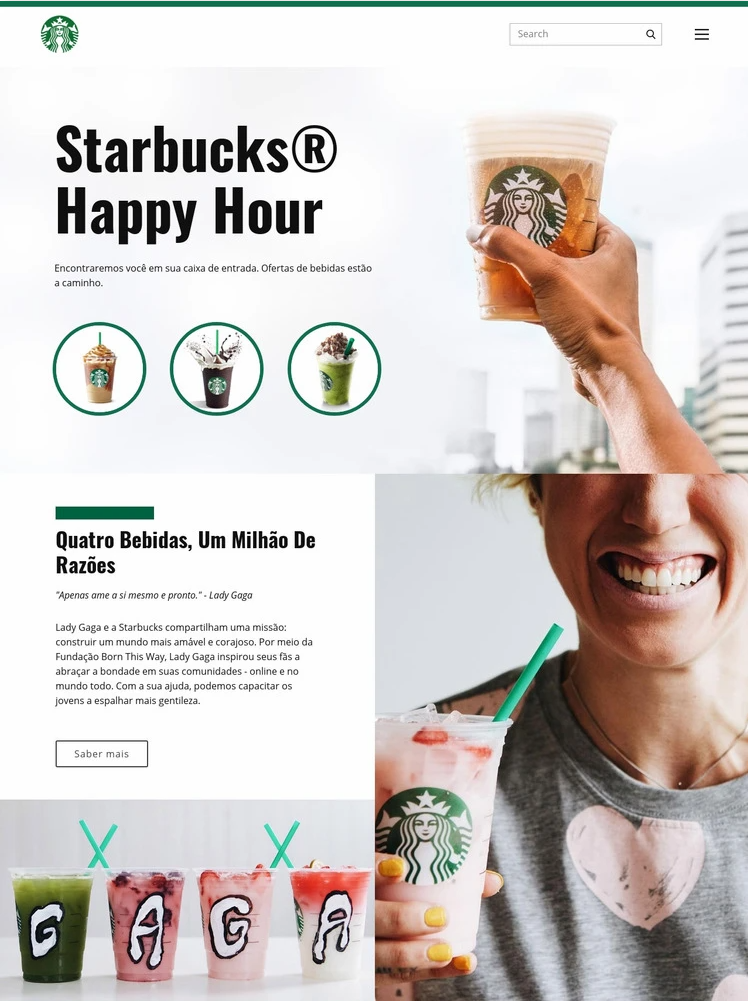 Search
Starbucks®
Happy Hour
Encontraremos você em sua caixa de entrada. Ofertas de bebidas estão
a caminho.
Quatro Bebidas, Um Milhão De
Razões
"Apenas ame a si mesmo e pronto." - Lady Gaga
Lady Gaga e a Starbucks compartilham uma missão:
construir um mundo mais amável e corajoso. Por meio da
Fundação Born This Way, Lady Gaga inspirou seus fãs a
abraçar a bondade em suas comunidades - online e no
mundo todo. Com a sua ajuda, podemos capacitar os
jovens a espalhar mais gentileza.
Saber mais
G A G A